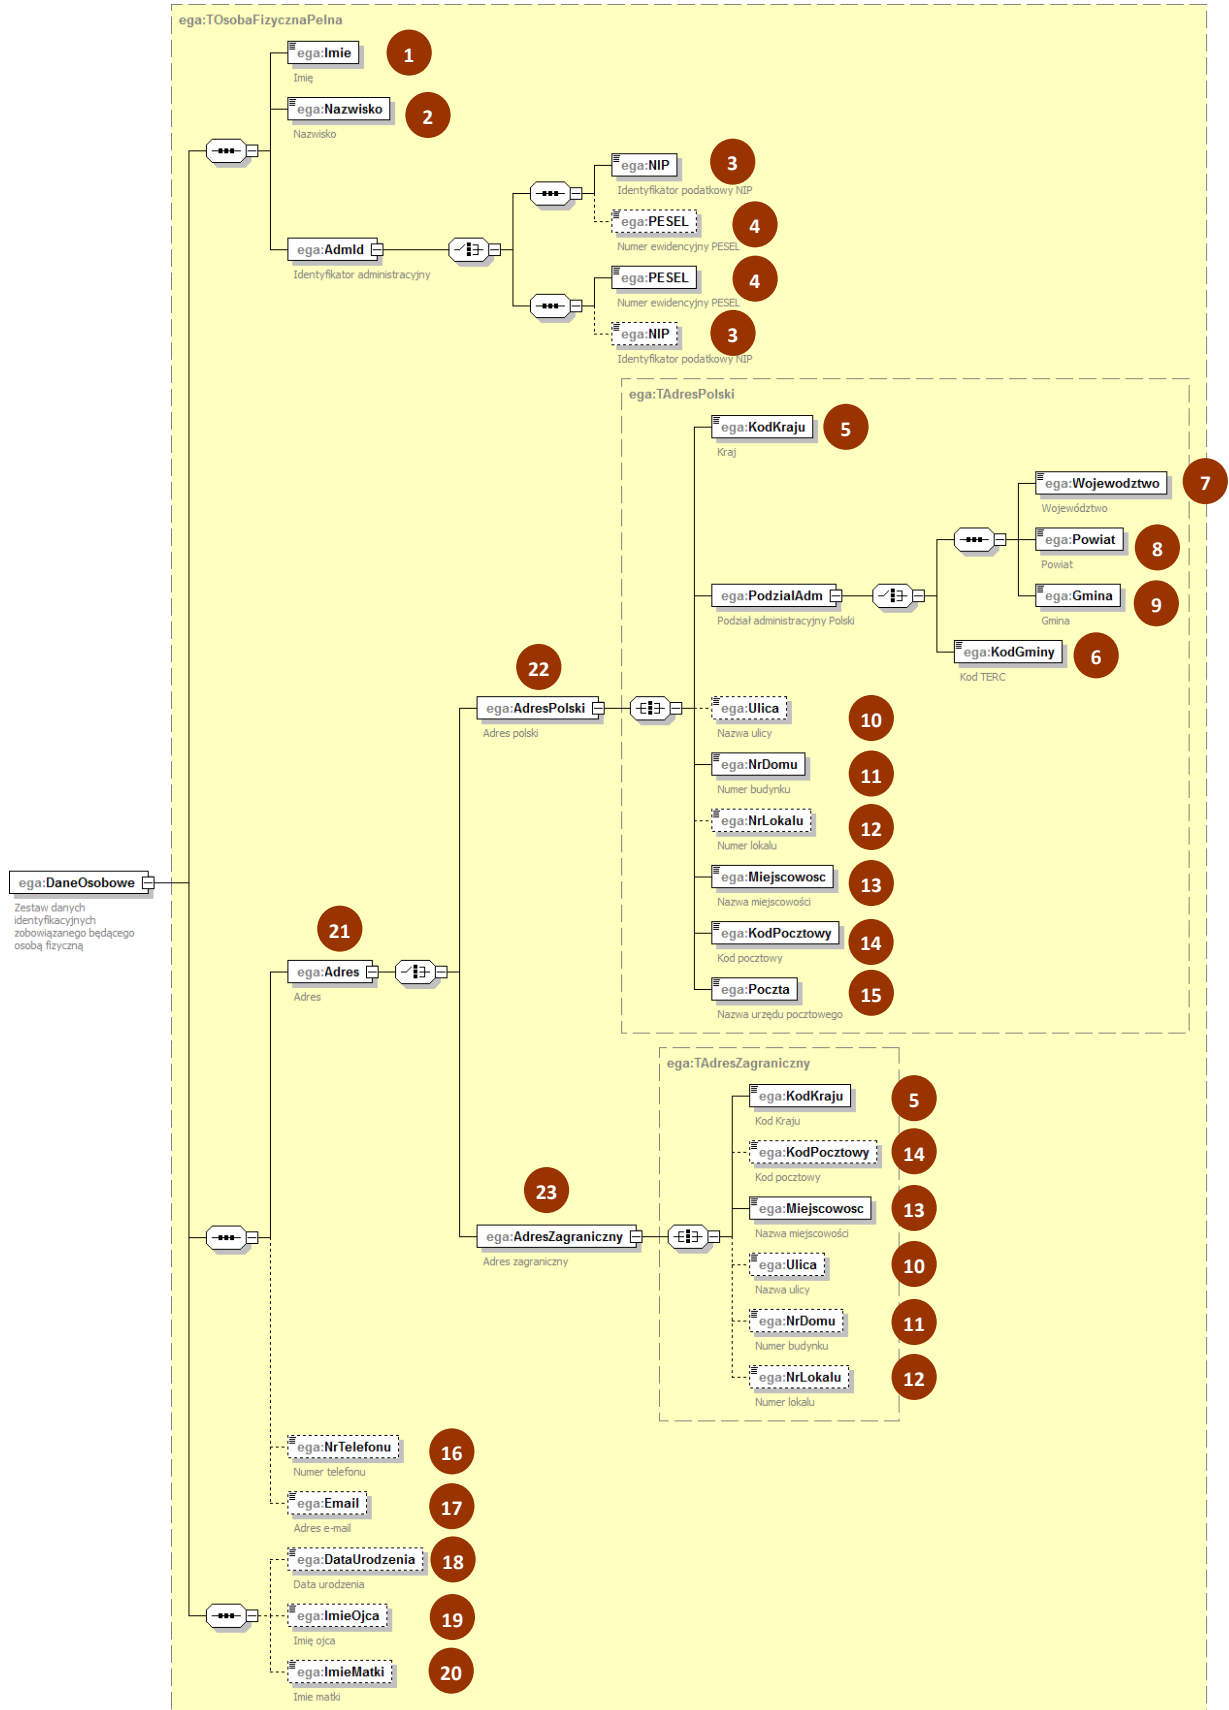 ega:TOsobaFizycznaPelna
ega:Imie
1
Imię
ega:Nazwisko
2
Nazwisko
ega:NIP
3
Identyfikator podatkowy NIP
ega:PESEL
4
Numer ewidencyjny PESEL
ega:AdmId
Identyfikator administracyjny
ega:PESEL
4
Numer ewidencyjny PESEL
ega:NIP
3
Identyfikator podatkowy NIP
ega:TAdresPolski
ega:KodKraju
5
Kraj
ega:Wojewodztwo
7
Województwo
ega:Powiat
8
Powiat
ega:PodzialAdm
Podział administracyjny Polski
ega:Gmina
9
Gmina
ega:KodGminy
6
Kod TERC
22
ega:AdresPolski
Adres polski
ega:Ulica
10
Nazwa ulicy
ega:NrDomu
11
Numer budynku
ega:NrLokalu
12
Numer lokalu
ega:Miejscowosc
13
Nazwa miejscowości
ega:KodPocztowy
14
Kod pocztowy
ega:Poczta
15
Nazwa urzędu pocztowego
ega:DaneOsobowe
Zestaw danych
identyfikacyjnych
zobowiązanego będącego
osobą fizyczną
21
ega:Adres
Adres
ega:TAdresZagraniczny
ega:KodKraju
5
Kod Kraju
ega:KodPocztowy
14
Kod pocztowy
23
ega:AdresZagraniczny
Adres zagraniczny
ega:Miejscowosc
13
Nazwa miejscowości
ega:Ulica
10
Nazwa ulicy
ega:NrDomu
11
Numer budynku
ega:NrLokalu
12
Numer lokalu
ega:NrTelefonu
16
Numer telefonu
ega:Email
17
Adres e-mail
ega:DataUrodzenia
18
Data urodzenia
ega:ImieOjca
19
Imię ojca
ega:ImieMatki
20
Imie matki